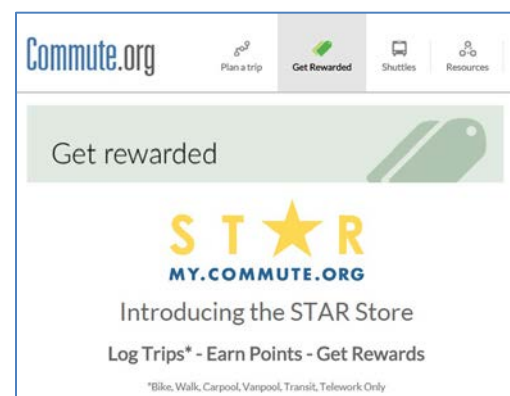 Commute.org
Plan a trip
Get Rewarded
Shuttles
Resources
Get rewarded
ST★R
MY.COMMUTE.ORG
Introducing the STAR Store
Log Trips* - Earn Points - Get Rewards
*Bike, Walk, Carpool, Vanpool, Transit, Telework Only